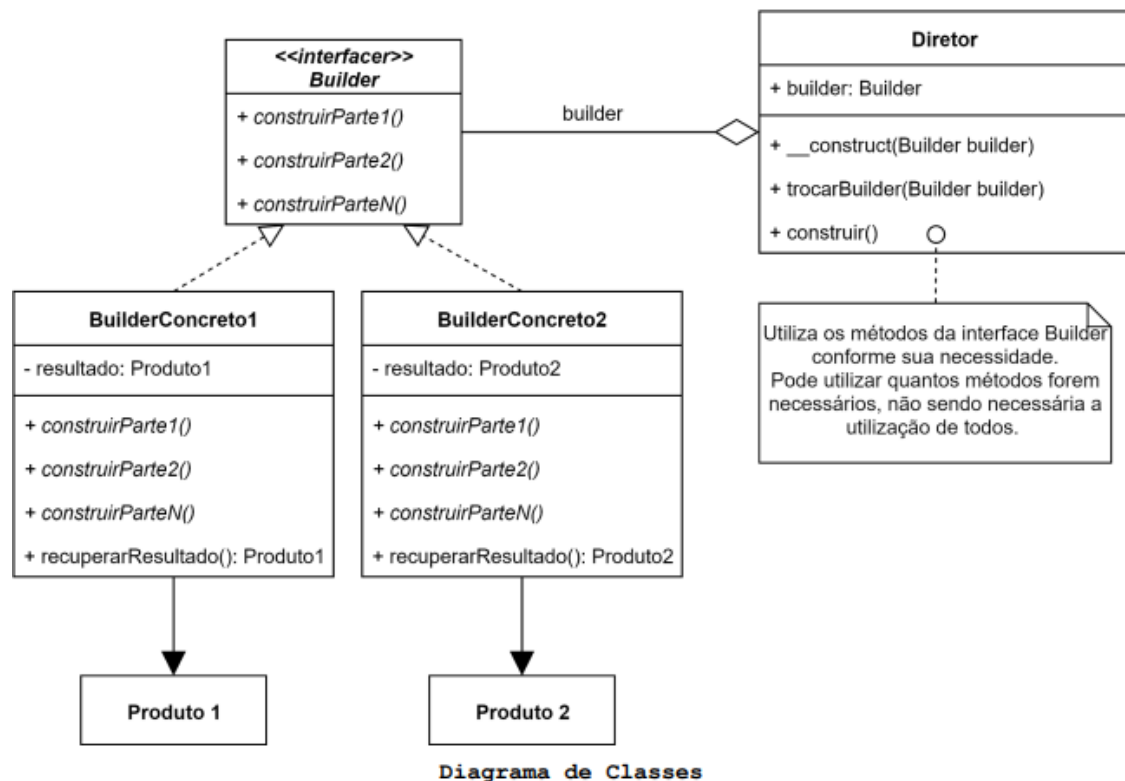 <<interfacer>>
Builder
+ construirParte1()
+ construirParte2()
+ construirParteN()
builder
Diretor
+ builder: Builder
+ __construct(Builder builder)
+ trocarBuilder(Builder builder)
+ construir()
Utiliza os métodos da interface Builder
conforme sua necessidade.
Pode utilizar quantos métodos forem
necessários, não sendo necessária a
utilização de todos.
BuilderConcreto1
- resultado: Produto1
+ construirParte1()
+ construirParte2()
+ construirParteN()
+ recuperarResultado(): Produto1
BuilderConcreto2
- resultado: Produto2
+ construirParte1()
+ construirParte2()
+ construirParteN()
+ recuperarResultado(): Produto2
Produto 1
Produto 2
Diagrama de Classes